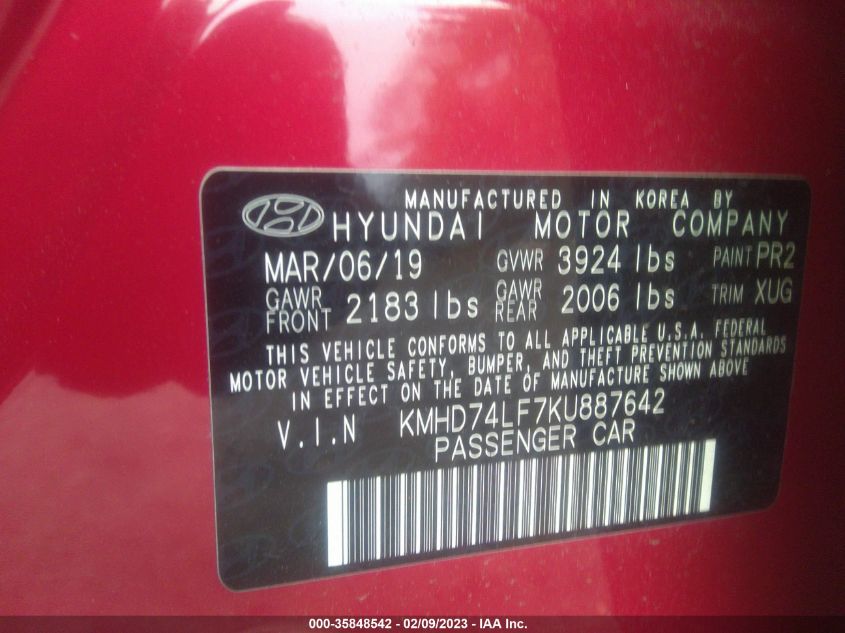 MANUFACTURED IN KOREA BY
HYUNDAI MOTOR COMPANY
MAR/06/19 GVWR 3924 lbs PAINT PR2
GAWR FRONT 2183 lbs GAWR REAR 2006 lbs TRIM XUG
THIS VEHICLE CONFORMS TO ALL APPLICABLE U.S.A. FEDERAL
MOTOR VEHICLE SAFETY, BUMPER, AND THEFT PREVENTION STANDARDS
IN EFFECT ON THE DATE OF MANUFACTURE SHOWN ABOVE
V.I.N KMHD74LF7KU887642
PASSENGER CAR
000-35848542 - 02/09/2023 - IAA Inc.